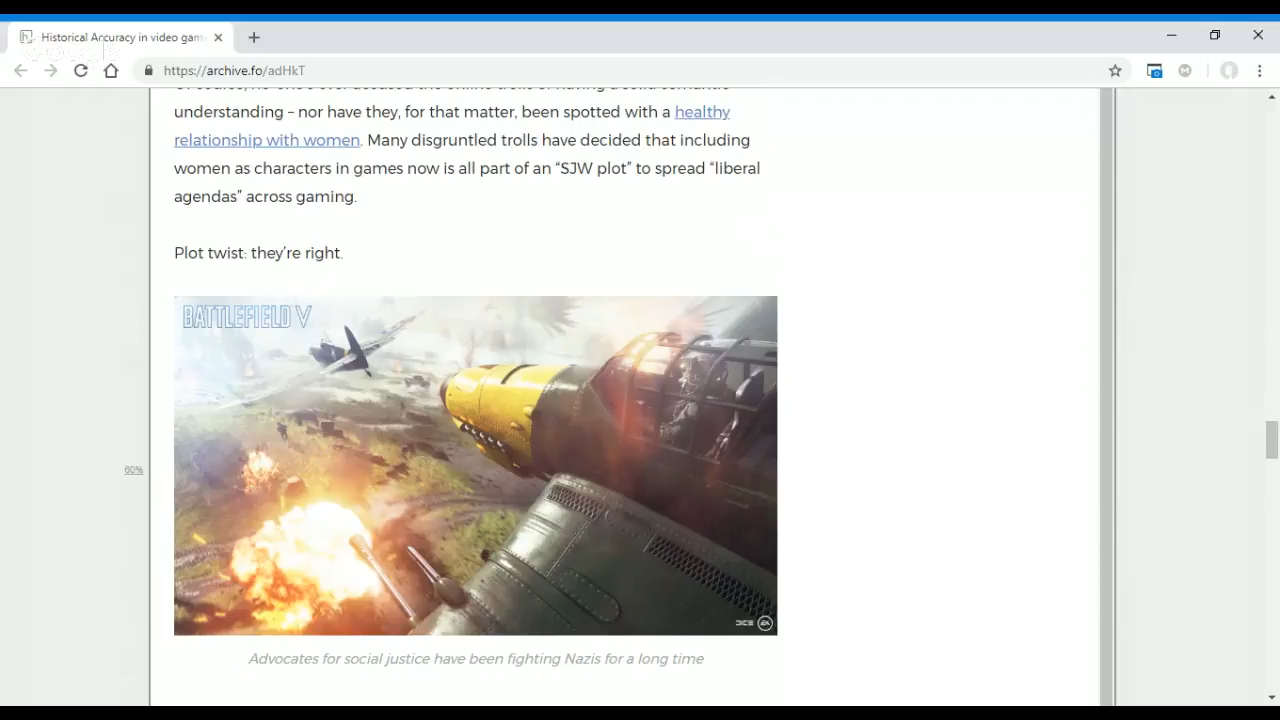 Historical Accuracy in video gam
https://archive.fo/adHkT
understanding – nor have they, for that matter, been spotted with a healthy
relationship with women. Many disgruntled trolls have decided that including
women as characters in games now is all part of an “SJW plot” to spread “liberal
agendas” across gaming.
Plot twist: they’re right.
BATTLEFIELD V
60%
DICE EA
Advocates for social justice have been fighting Nazis for a long time